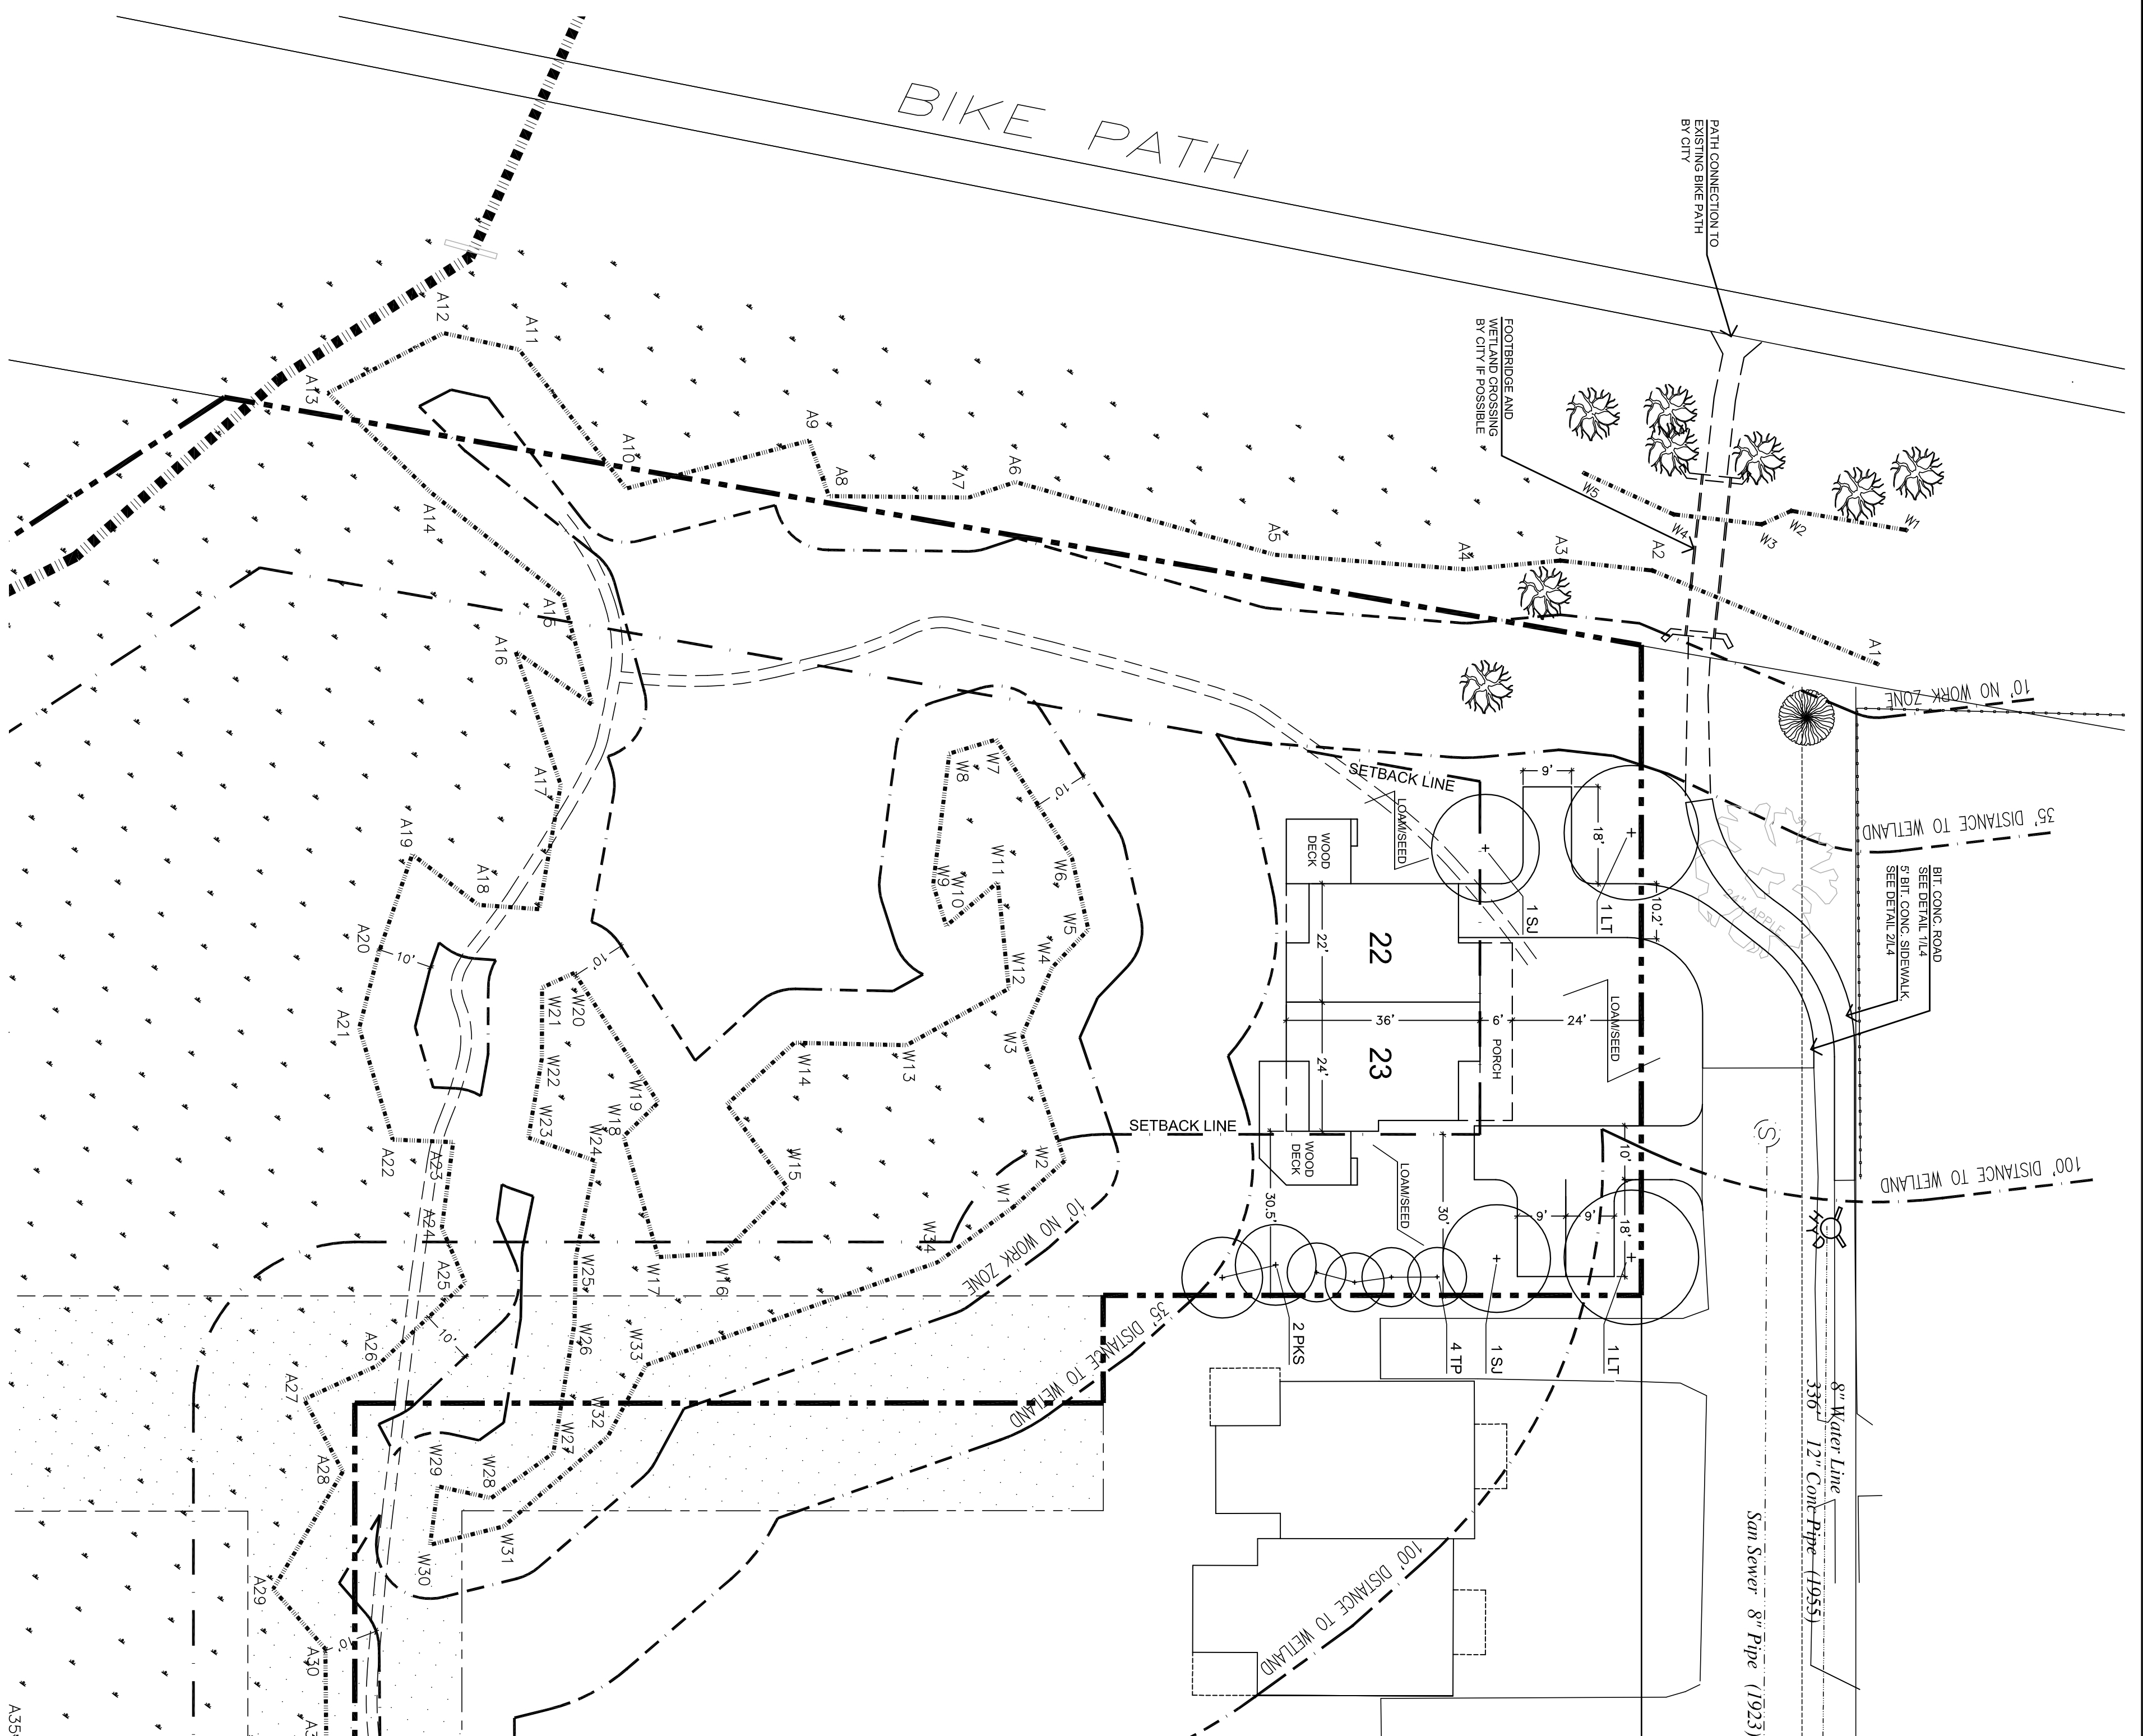 BIKE PATH
PATH CONNECTION TO
EXISTING BIKE PATH
BY CITY
FOOTBRIDGE AND
WETLAND CROSSING
BY CITY IF POSSIBLE
A12
A11
A13
A10
A9
A8
A7
A6
A5
A4
A3
A2
A1
W5
W4
W3
W2
W1
A14
A15
A16
A17
A18
A19
A20
A21
A22
A23
A24
A25
A26
A27
A28
A29
A30
10' NO WORK ZONE
35' DISTANCE TO WETLAND
100' DISTANCE TO WETLAND
BIT. CONC. ROAD
SEE DETAIL 1/L4
5' BIT. CONC. SIDEWALK,
SEE DETAIL 2/L4
24" APPLE
SETBACK LINE
LOAM/SEED
WOOD
DECK
9'
18'
10.2'
1 SJ
1 LT
22
22'
36'
6'
24'
PORCH
LOAM/SEED
23
24'
SETBACK LINE
WOOD
DECK
LOAM/SEED
30.5'
30'
10'
9'
9'
18'
2 PKS
4 TP
1 SJ
1 LT
(S)
HYD
8" Water Line
336'
12" Conc Pipe (1955)
San Sewer 8" Pipe (1923)
W7
W8
W9
W10
W11
W6
W5
W4
W12
W3
W13
W14
W15
W2
W1
W34
W16
W17
W18
W19
W20
W21
W22
W23
W24
W25
W26
W27
W28
W29
W30
W31
W32
W33
10'
10'
10'
10'
10'
10' NO WORK ZONE
35' DISTANCE TO WETLAND
100' DISTANCE TO WETLAND